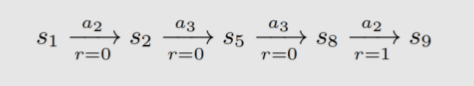 s₁ —a₂→ r=0 s₂ —a₃→ r=0 s₅ —a₃→ r=0 s₈ —a₂→ r=1 s₉